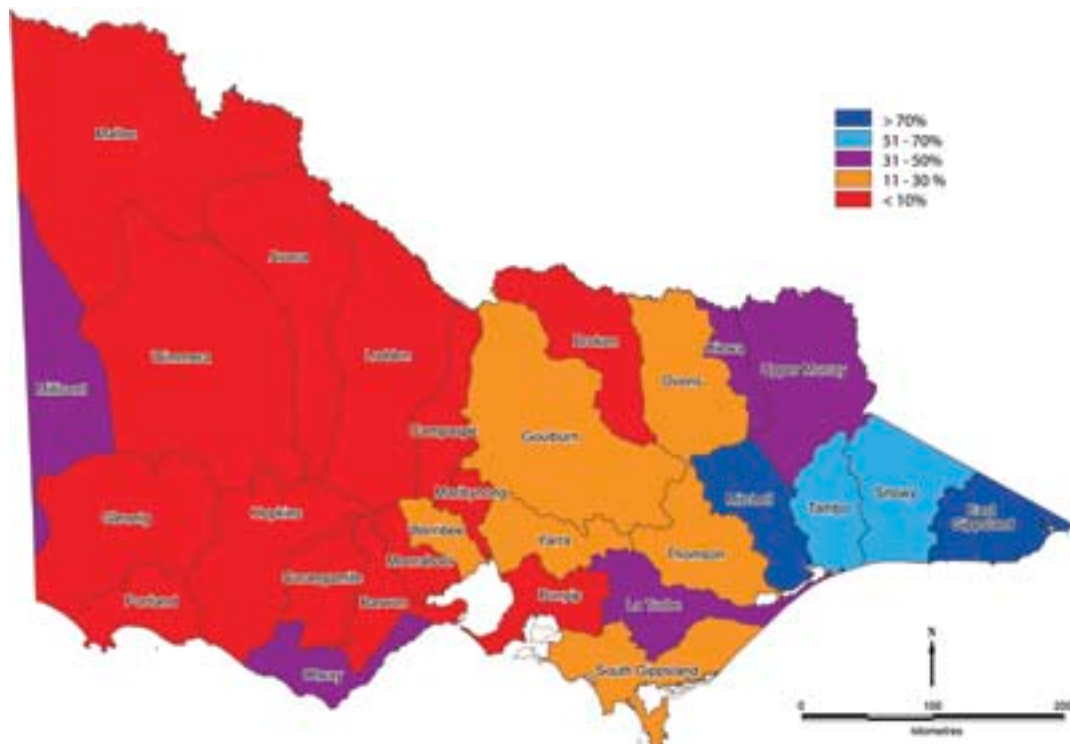 Mallee
> 70%
51 - 70%
31 - 50%
11 - 30 %
< 10%
Avoca
Wimmera
Loddon
Broken
Kiewa
Ovens
Upper Murray
Millicent
Campaspe
Goulburn
Glenelg
Hopkins
Maribyrnong
Mitchell
Tambo
Snowy
East
Gippsland
Werribee
Yarra
Thomson
Moorabool
Corangamite
Barwon
Portland
Bunyip
La Trobe
Otway
South Gippsland
N
0
100
200
kilometres